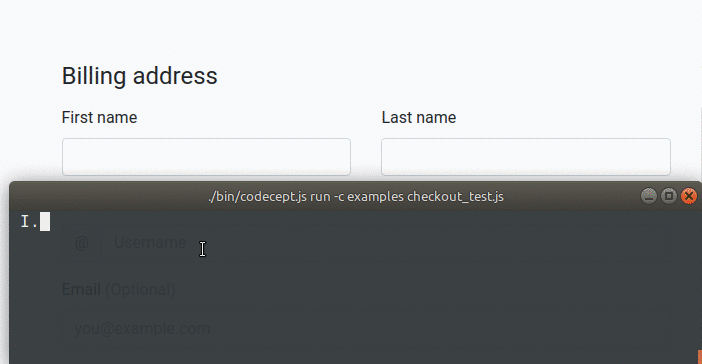 Billing address
First name Last name
./bin/codecept.js run -c examples checkout_test.js
I.
@ Username
Email (Optional)
you@example.com